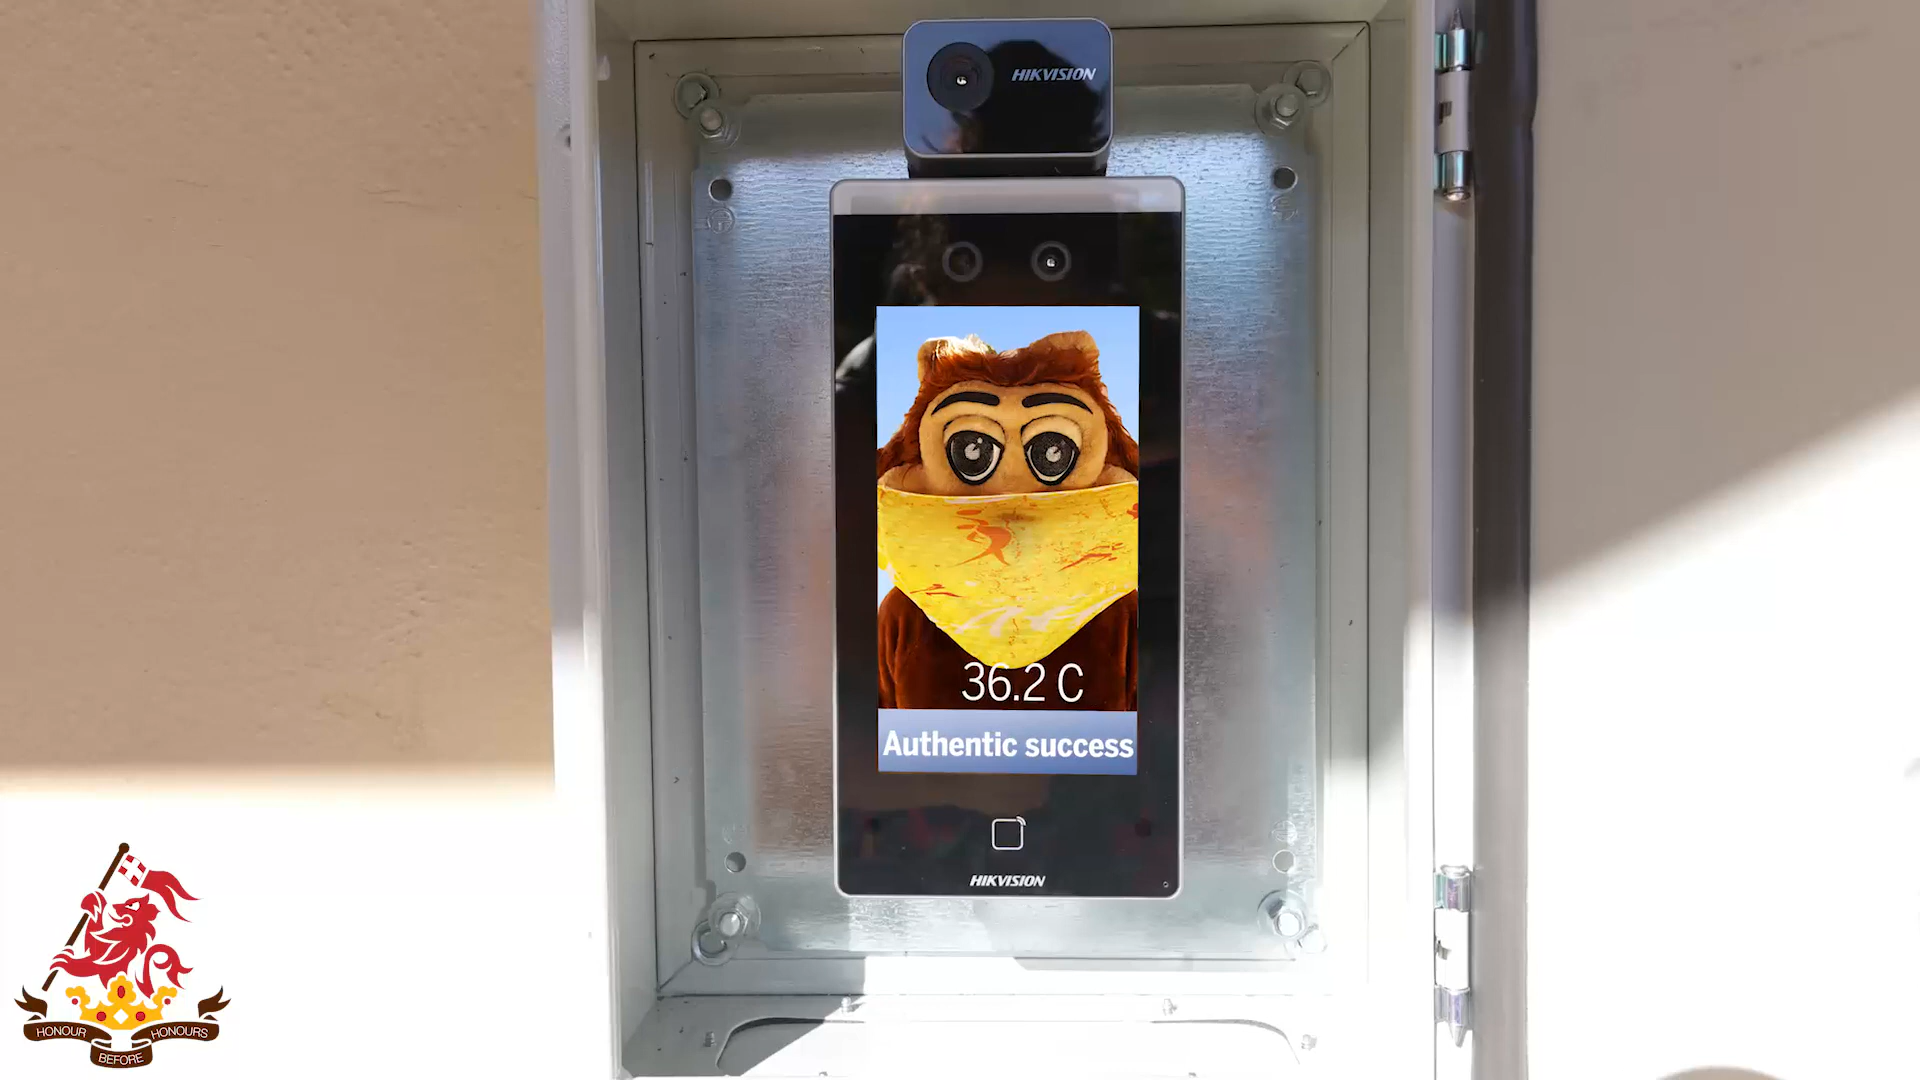 HIKVISION
36.2 C
Authentic success
HIKVISION
HONOUR
BEFORE
HONOURS